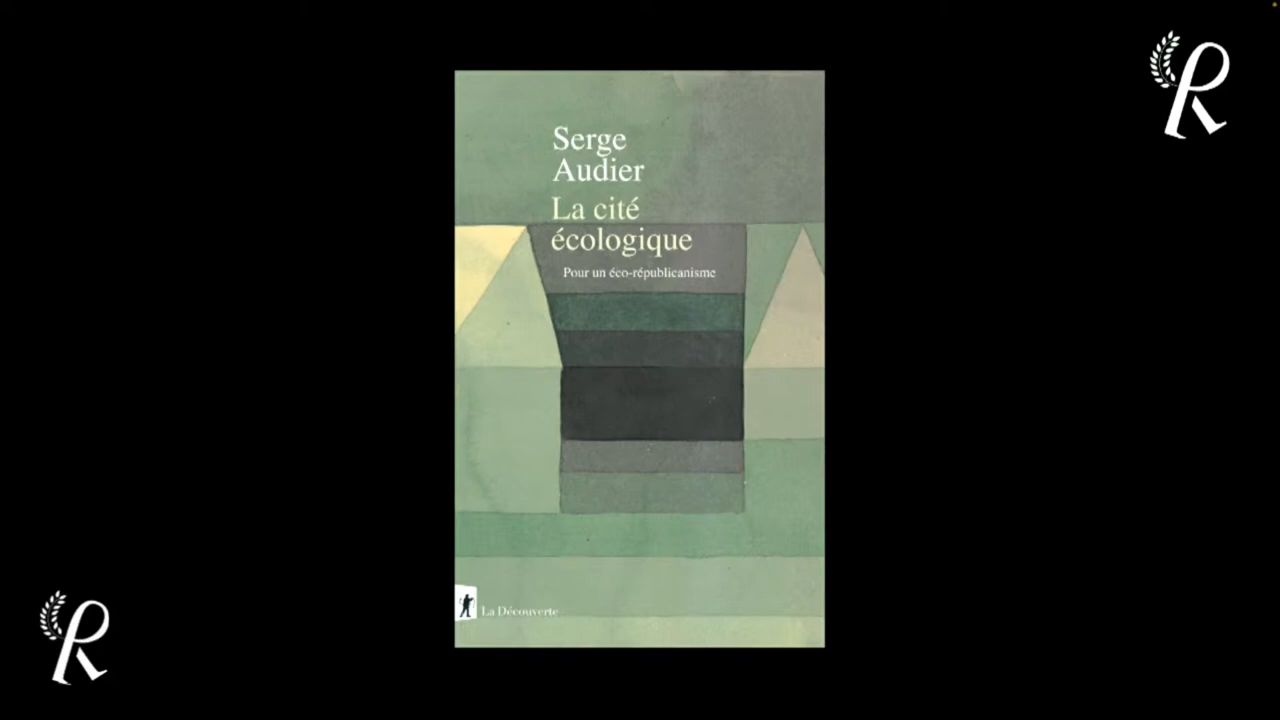 R
Serge
Audier
La cité
écologique
Pour un éco-républicanisme
La Découverte
R